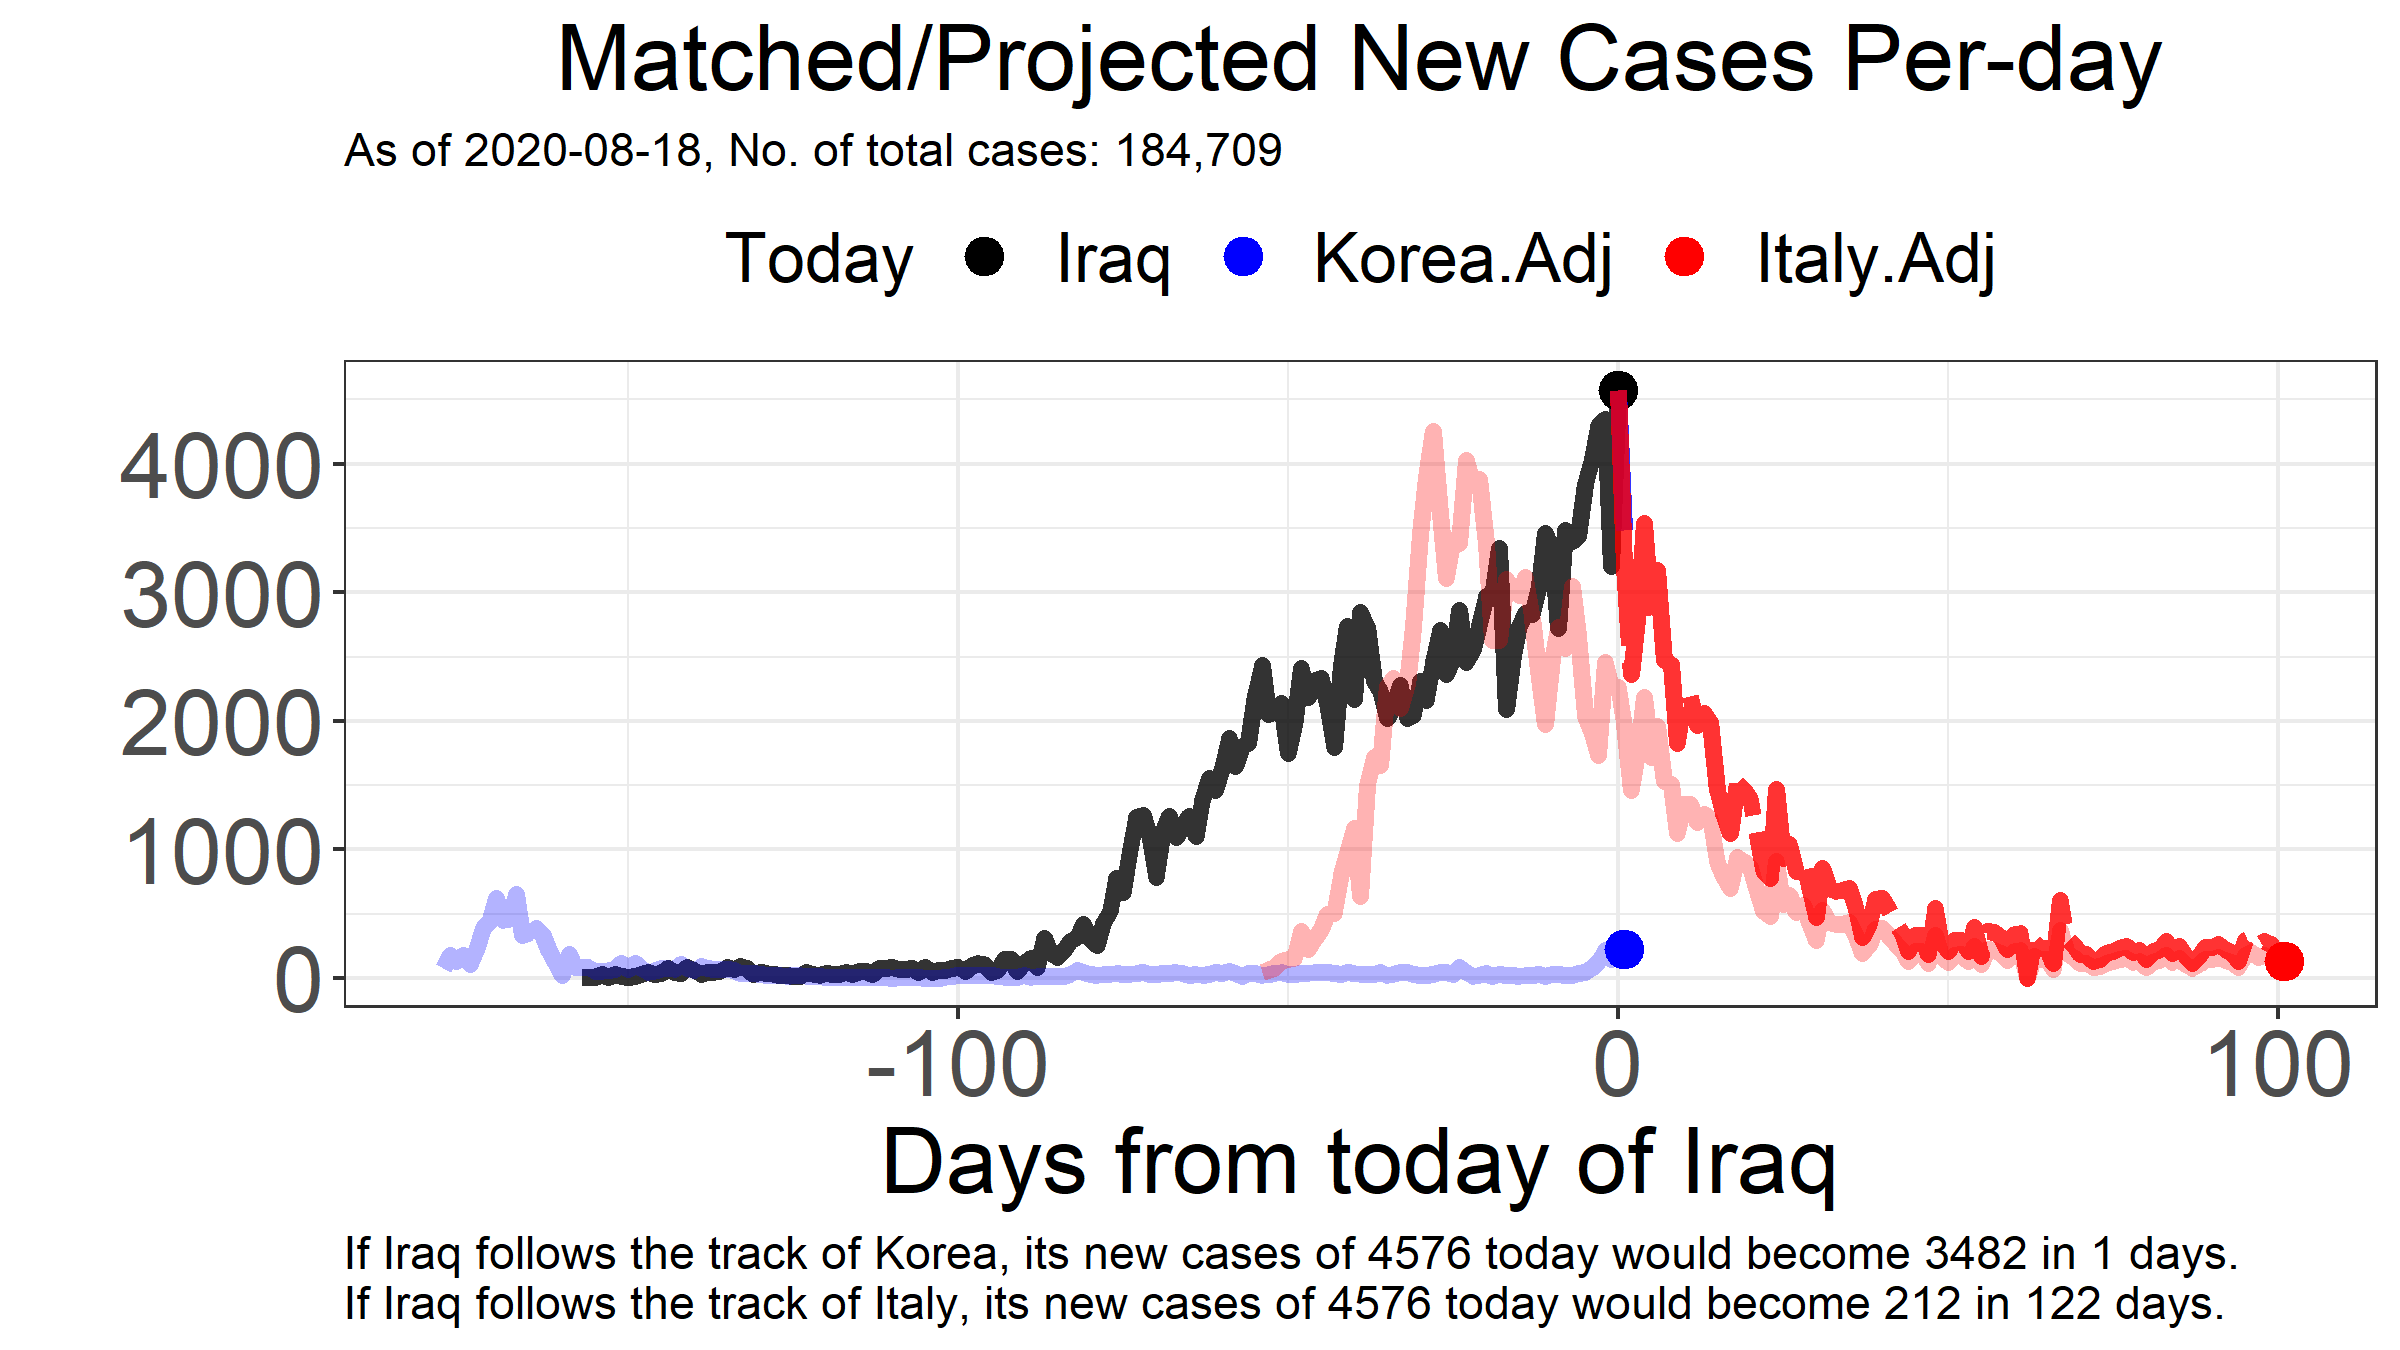 Matched/Projected New Cases Per-day
As of 2020-08-18, No. of total cases: 184,709
Today Iraq Korea.Adj Italy.Adj
4000
3000
2000
1000
0
-100 0 100
Days from today of Iraq
If Iraq follows the track of Korea, its new cases of 4576 today would become 3482 in 1 days.
If Iraq follows the track of Italy, its new cases of 4576 today would become 212 in 122 days.